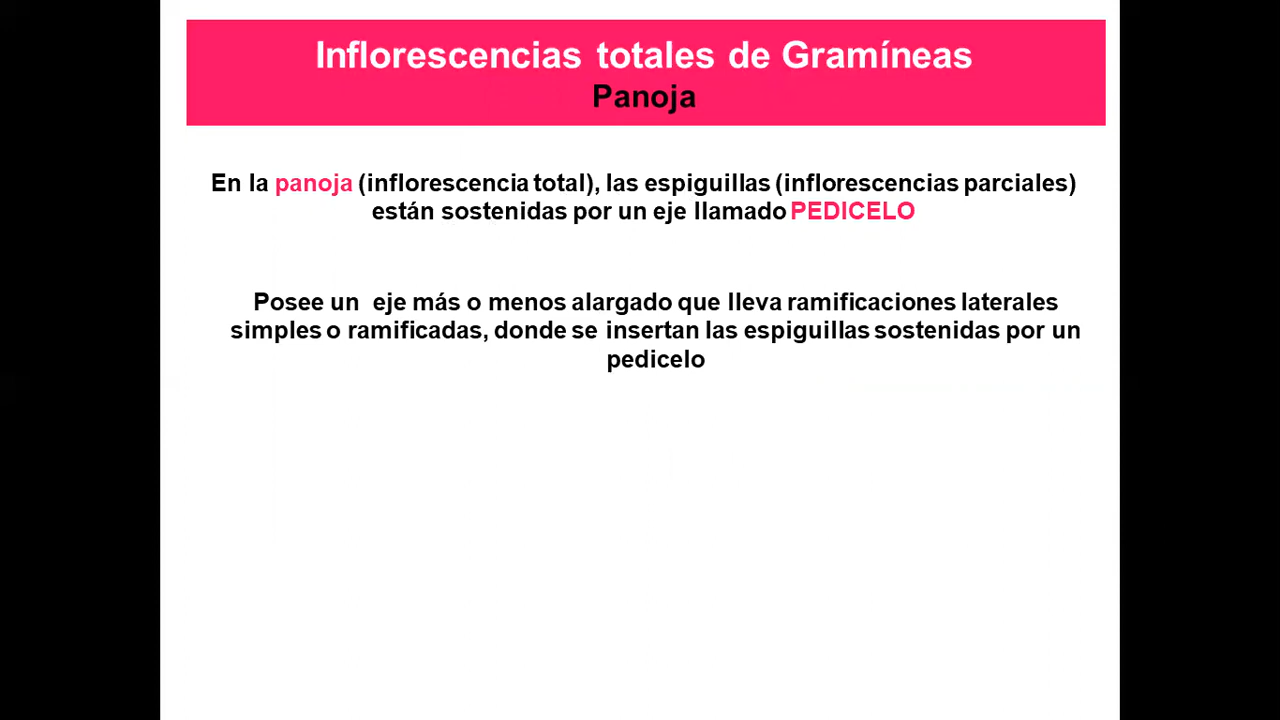 Inflorescencias totales de Gramíneas
Panoja
En la panoja (inflorescencia total), las espiguillas (inflorescencias parciales)
están sostenidas por un eje llamado PEDICELO
Posee un eje más o menos alargado que lleva ramificaciones laterales
simples o ramificadas, donde se insertan las espiguillas sostenidas por un
pedicelo